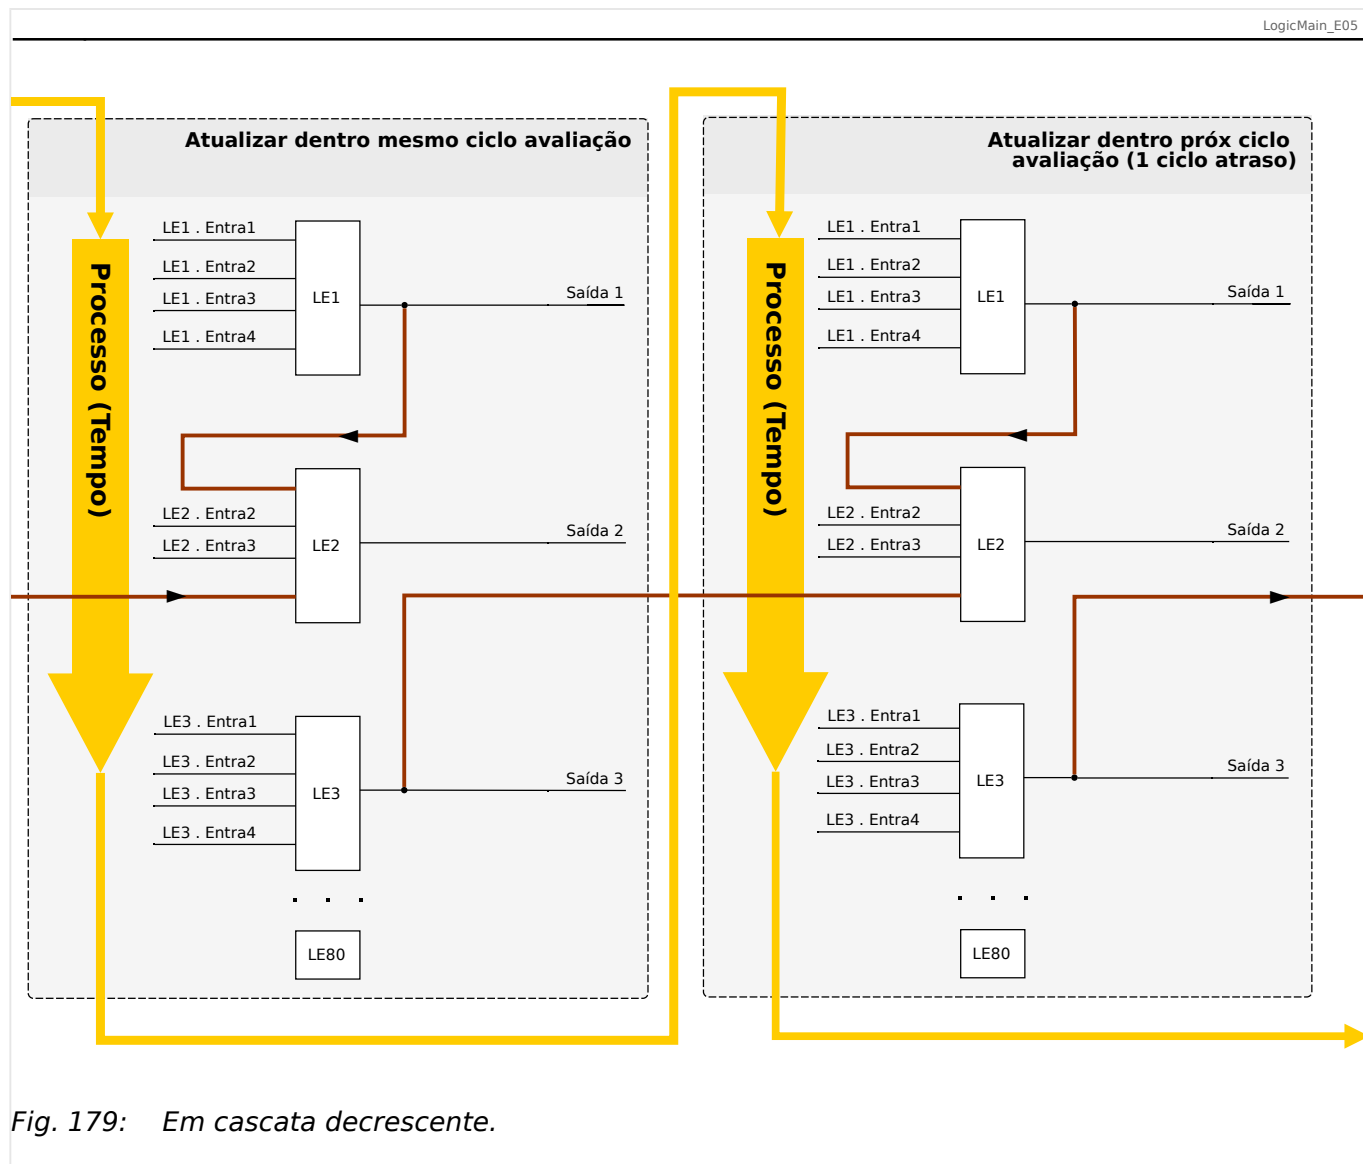 LogicMain_E05
Atualizar dentro mesmo ciclo avaliação
Processo (Tempo)
LE1 . Entra1
LE1 . Entra2
LE1 . Entra3
LE1 . Entra4
LE1
Saída 1
LE2 . Entra2
LE2 . Entra3
LE2
Saída 2
LE3 . Entra1
LE3 . Entra2
LE3 . Entra3
LE3 . Entra4
LE3
Saída 3
. . .
LE80
Atualizar dentro próx ciclo
avaliação (1 ciclo atraso)
Processo (Tempo)
LE1 . Entra1
LE1 . Entra2
LE1 . Entra3
LE1 . Entra4
LE1
Saída 1
LE2 . Entra2
LE2 . Entra3
LE2
Saída 2
LE3 . Entra1
LE3 . Entra2
LE3 . Entra3
LE3 . Entra4
LE3
Saída 3
. . .
LE80
Fig. 179: Em cascata decrescente.